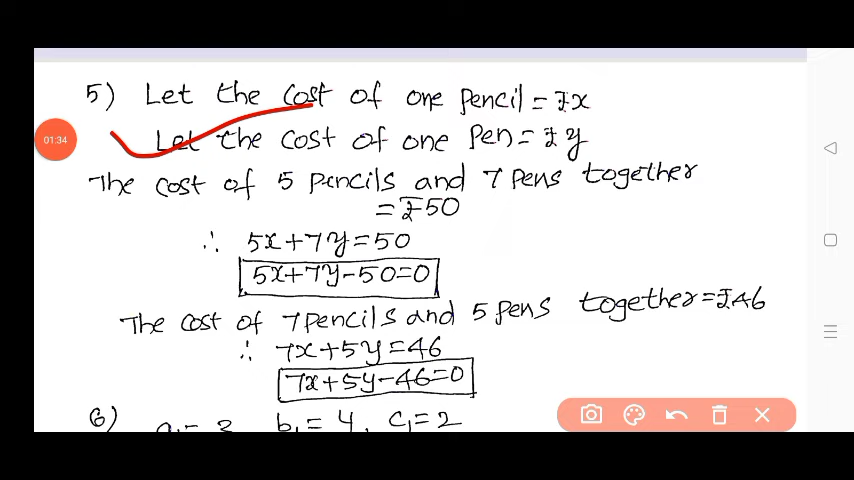 5) Let the cost of one pencil = ₹x
Let the cost of one Pen = ₹y
01:34
The cost of 5 pencils and 7 pens together
= ₹50
∴ 5x+7y=50
5x+7y-50=0
The cost of 7 pencils and 5 pens together=₹46
∴ 7x+5y=46
7x+5y-46=0
6) a₁= 3 b₁= 4, c₁=2